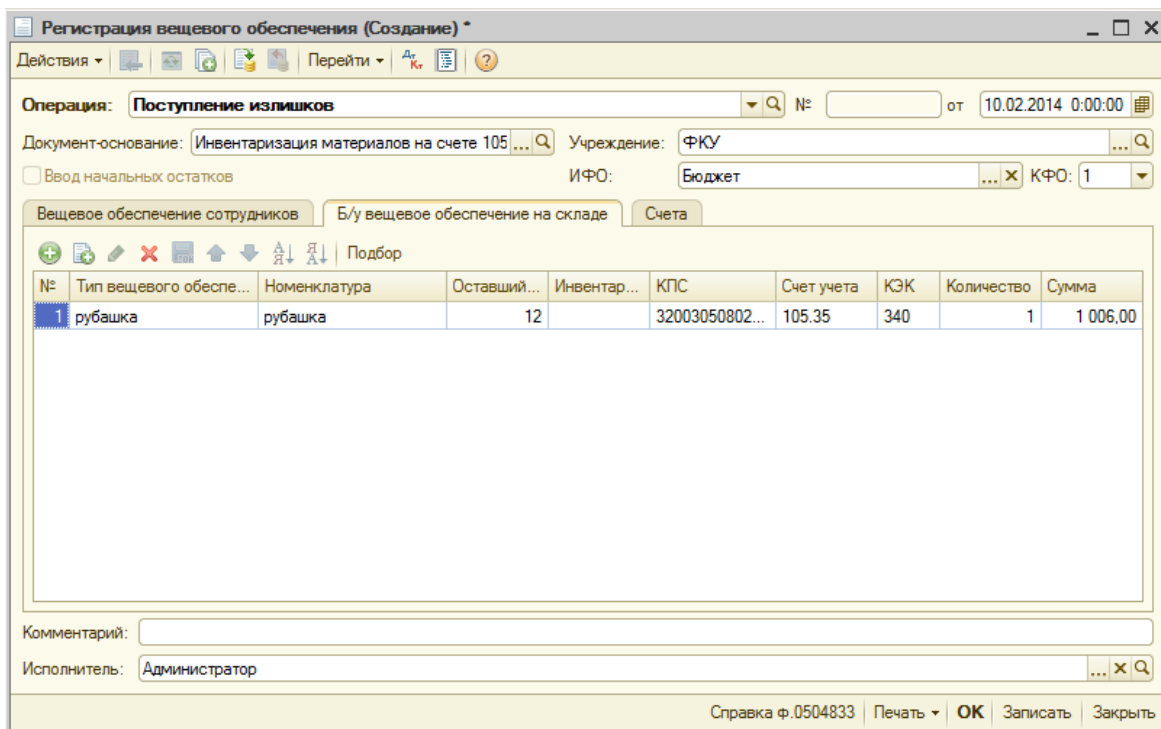 Регистрация вещевого обеспечения (Создание) *
Действия Перейти Дт Кт
Операция: Поступление излишков № от 10.02.2014 0:00:00
Документ-основание: Инвентаризация материалов на счете 105 ... Учреждение: ФКУ ...
Ввод начальных остатков ИФО: Бюджет ... КФО: 1
Вещевое обеспечение сотрудников Б/у вещевое обеспечение на складе Счета
Подбор
№ Тип вещевого обеспе... Номенклатура Оставший... Инвентар... КПС Счет учета КЭК Количество Сумма
1 рубашка рубашка 12 32003050802... 105.35 340 1 1 006,00
Комментарий:
Исполнитель: Администратор ...
Справка ф.0504833 Печать OK Записать Закрыть